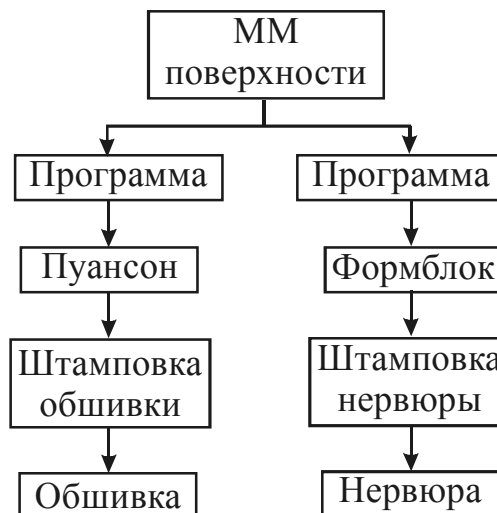 ММ
поверхности
Программа
Программа
Пуансон
Формблок
Штамповка
обшивки
Штамповка
нервюры
Обшивка
Нервюра